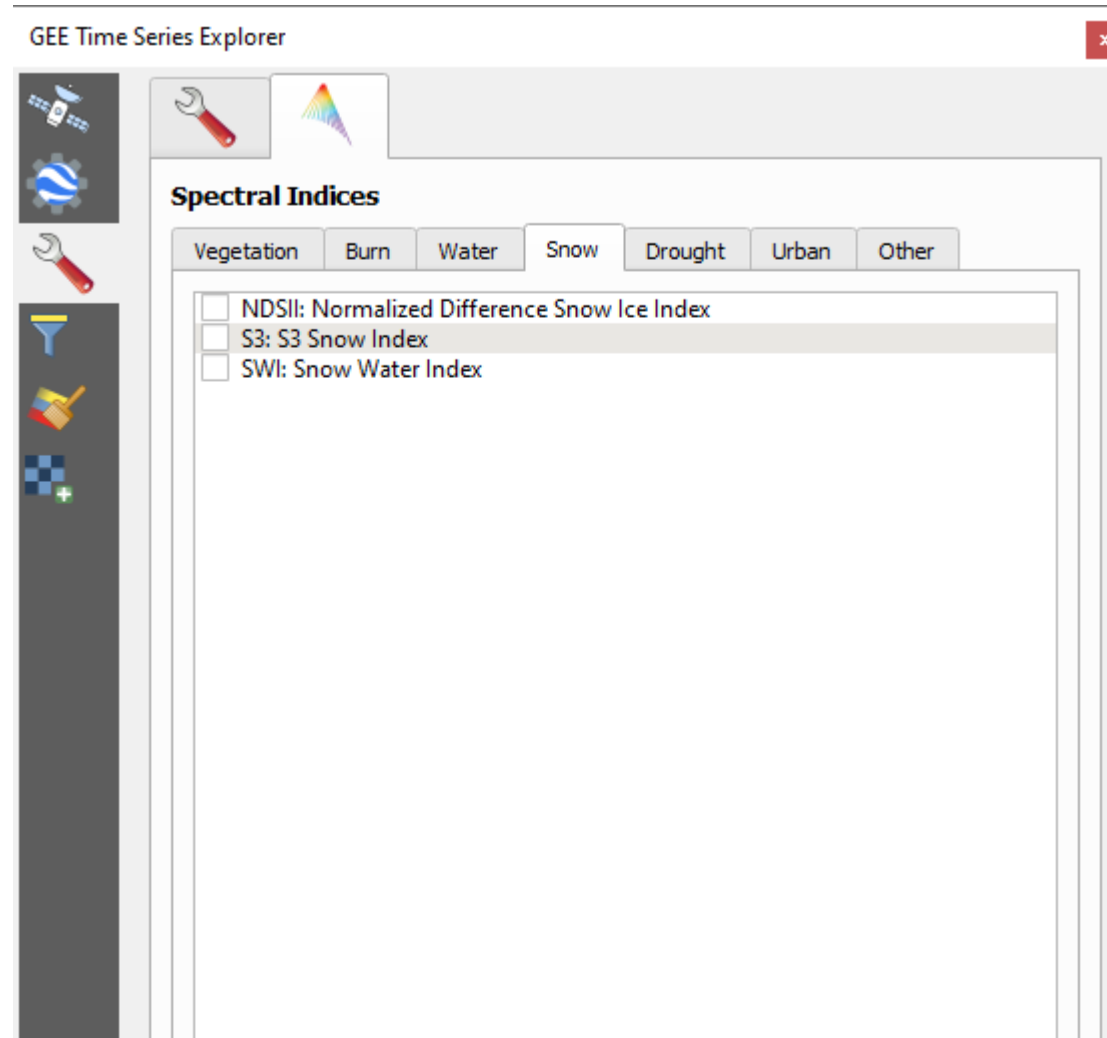 GEE Time Series Explorer
x
Spectral Indices
Vegetation Burn Water Snow Drought Urban Other
NDSII: Normalized Difference Snow Ice Index
S3: S3 Snow Index
SWI: Snow Water Index